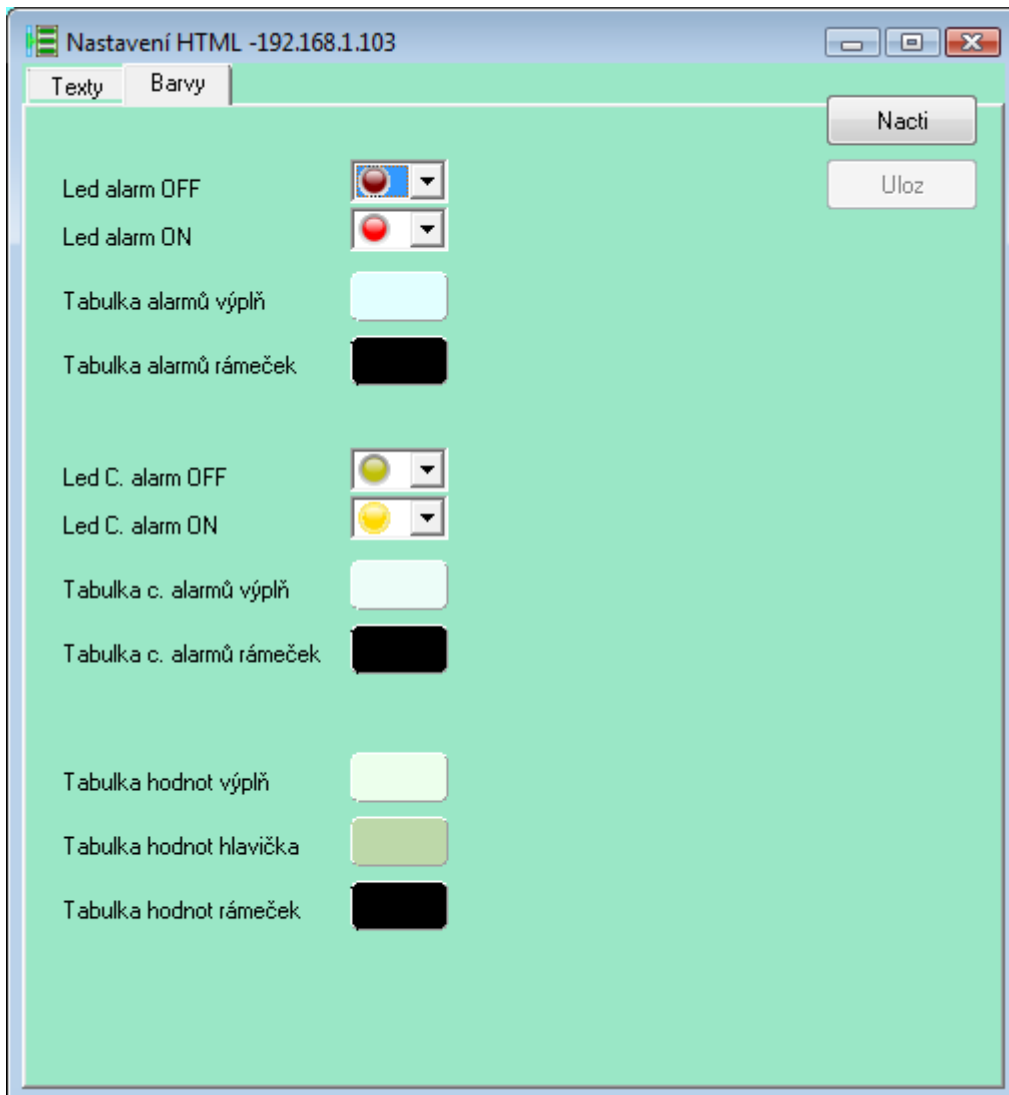 Nastavení HTML -192.168.1.103
Texty Barvy
Nacti
Uloz
Led alarm OFF
Led alarm ON
Tabulka alarmů výplň
Tabulka alarmů rámeček
Led C. alarm OFF
Led C. alarm ON
Tabulka c. alarmů výplň
Tabulka c. alarmů rámeček
Tabulka hodnot výplň
Tabulka hodnot hlavička
Tabulka hodnot rámeček